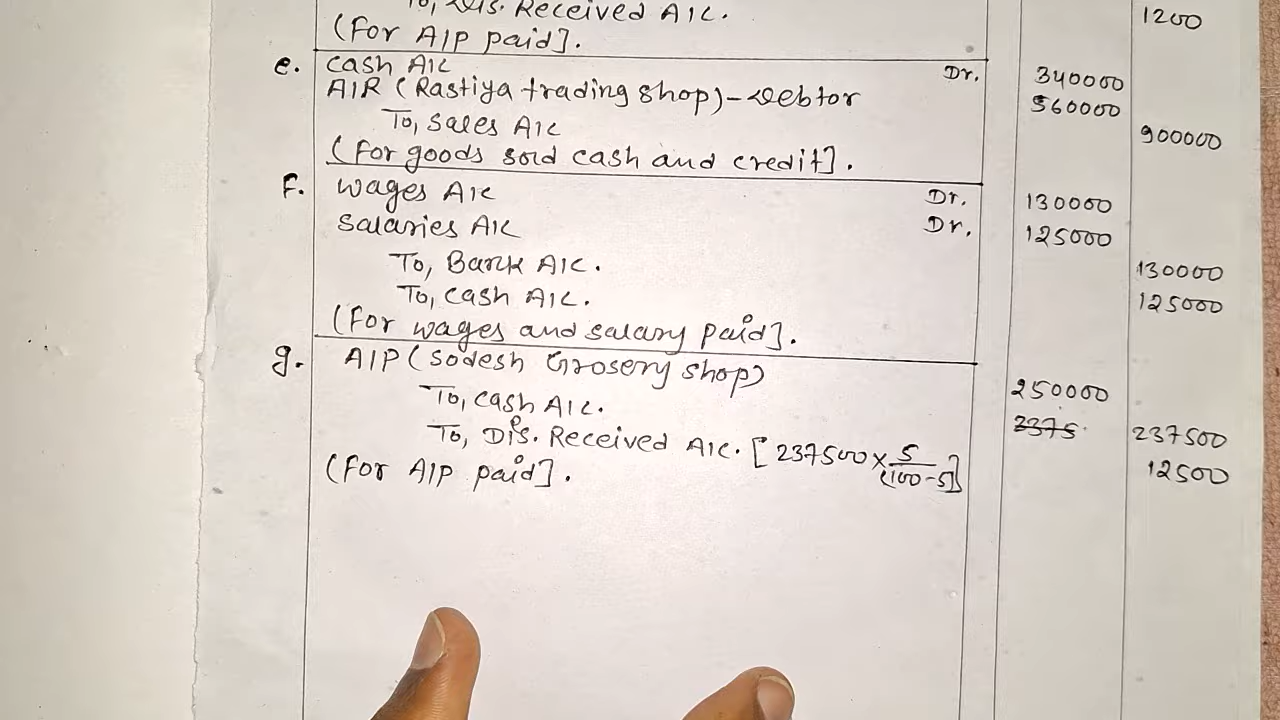 To, Dis. Received A/C. 1200
(For A/P paid].
e. Cash A/C Dr. 340000
A/R (Rastiya trading shop)-Debtor 560000
To, Sales A/C 900000
(For goods sold cash and credit].
f. Wages A/C Dr. 130000
Salaries A/C Dr. 125000
To, Bank A/C. 130000
To, Cash A/C. 125000
(For wages and salary paid].
g. A/P (Sodesh Grosery shop) 250000
To, Cash A/C. 2375 237500
To, Dis. Received A/C. [237500 x 5/(100-5)] 12500
(For A/P paid].